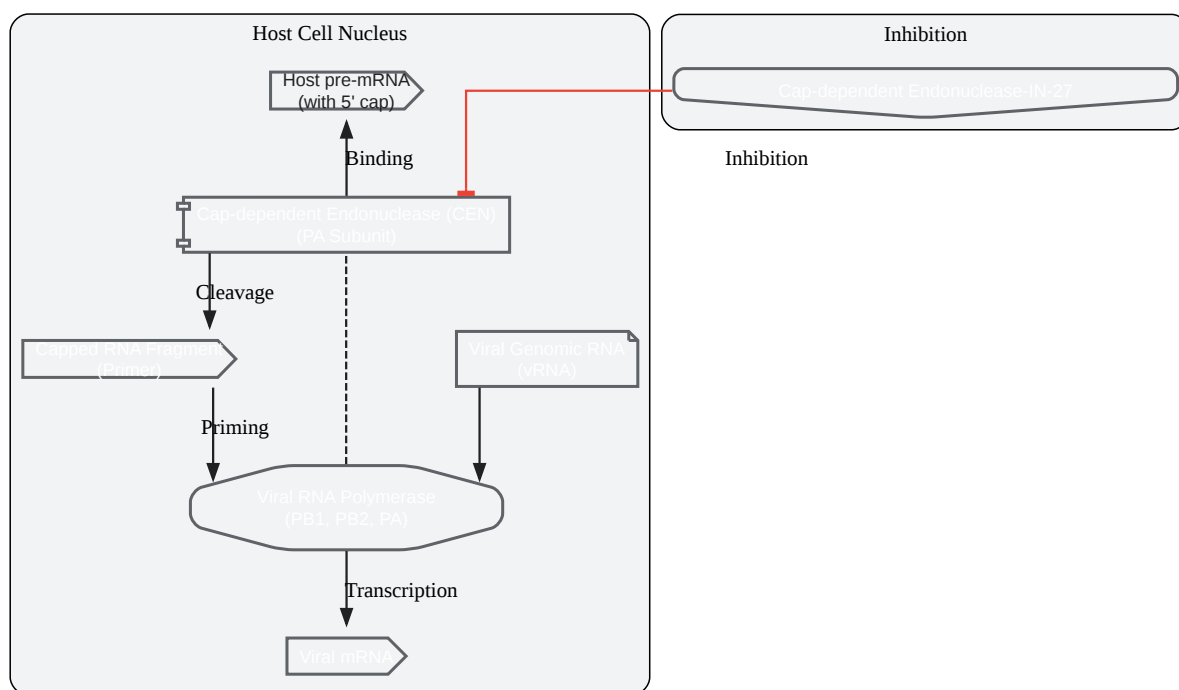 Host Cell Nucleus
Host pre-mRNA
(with 5' cap)
Binding
Cap-dependent Endonuclease (CEN)
(PA Subunit)
Cleavage
Capped RNA Fragment
(Primer)
Viral Genomic RNA
(vRNA)
Priming
Viral RNA Polymerase
(PB1, PB2, PA)
Transcription
Viral mRNA
Inhibition
Cap-dependent Endonuclease-IN-27
Inhibition